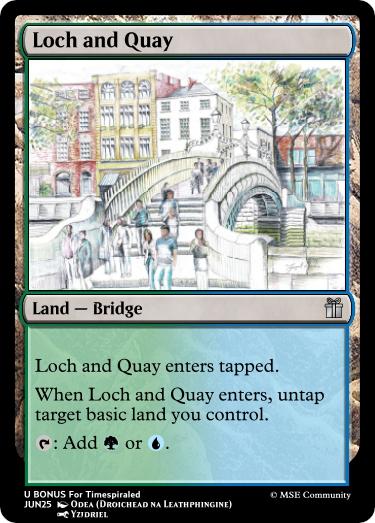 Loch and Quay
Land — Bridge
Loch and Quay enters tapped.
When Loch and Quay enters, untap
target basic land you control.
: Add or .
U BONUS For Timespiraled
JUN25 Odea (Droichead na Leathphingine)
Yzidriel
© MSE Community